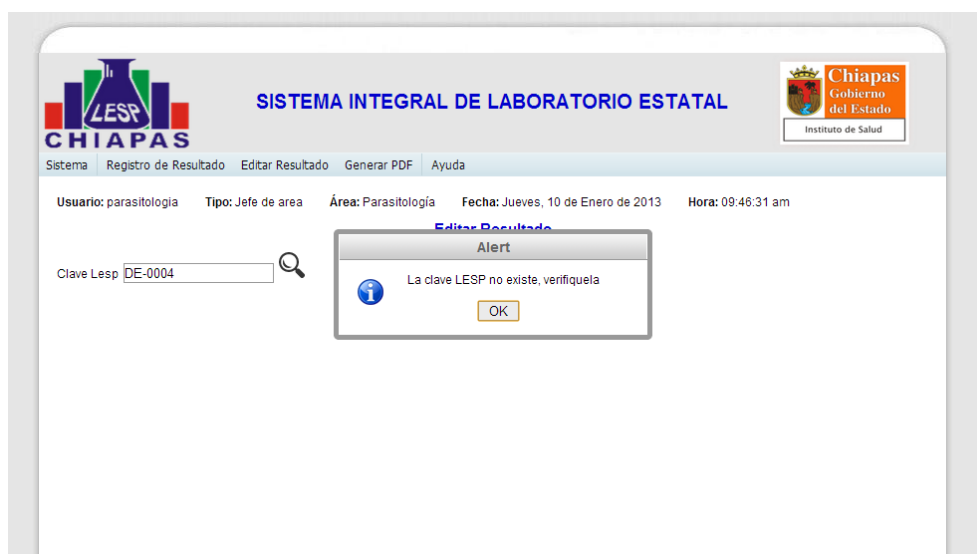 LESP
CHIAPAS
SISTEMA INTEGRAL DE LABORATORIO ESTATAL
Chiapas
Gobierno
del Estado
Instituto de Salud
Sistema Registro de Resultado Editar Resultado Generar PDF Ayuda
Usuario: parasitologia Tipo: Jefe de area Área: Parasitología Fecha: Jueves, 10 de Enero de 2013 Hora: 09:46:31 am
Editar Resultado
Alert
Clave Lesp DE-0004
La clave LESP no existe, verifiquela
OK